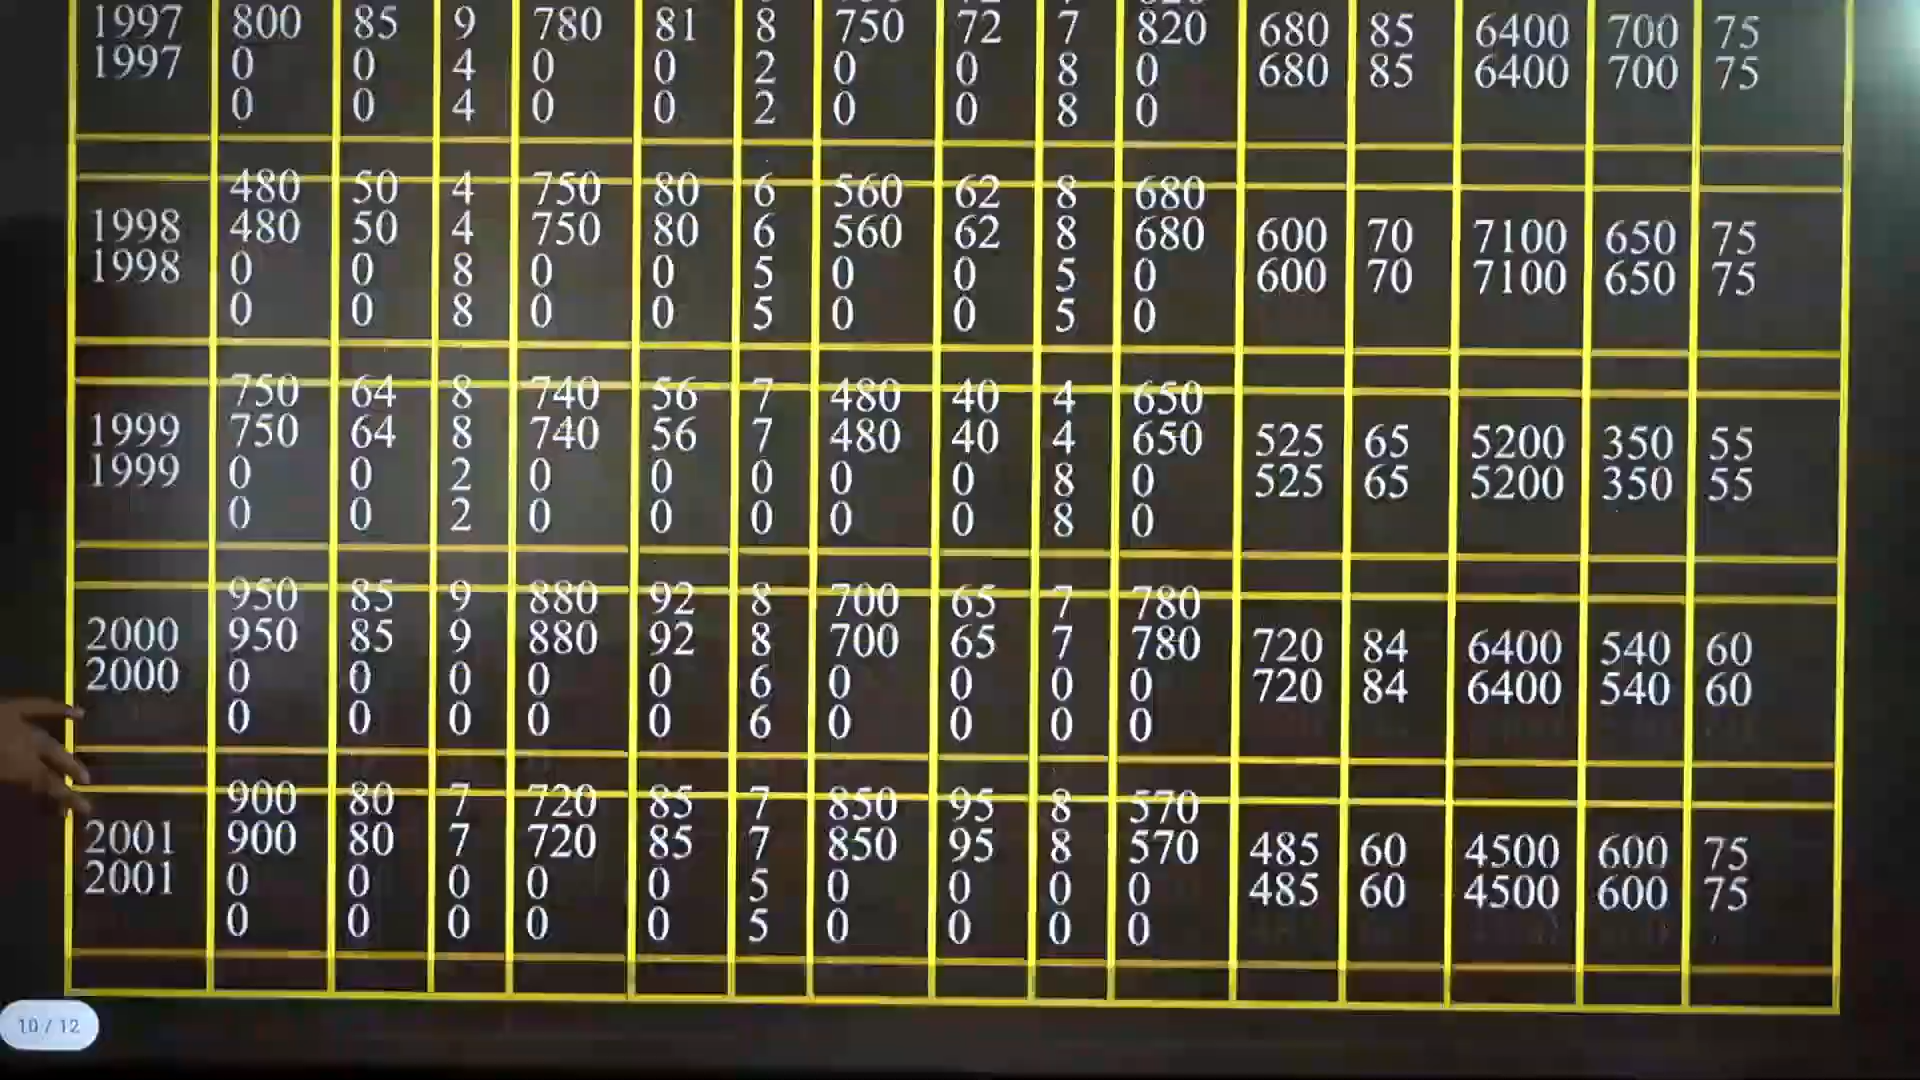 1997 800 85 9 780 81 8 750 72 7 820 680 85 6400 700 75
1997 0 0 4 0 0 2 0 0 8 0 680 85 6400 700 75
0 0 4 0 0 2 0 0 8 0
480 50 4 750 80 6 560 62 8 680
1998 480 50 4 750 80 6 560 62 8 680 600 70 7100 650 75
1998 0 0 8 0 0 5 0 0 5 0 600 70 7100 650 75
0 0 8 0 0 5 0 0 5 0
750 64 8 740 56 7 480 40 4 650
1999 750 64 8 740 56 7 480 40 4 650 525 65 5200 350 55
1999 0 0 2 0 0 0 0 0 8 0 525 65 5200 350 55
0 0 2 0 0 0 0 0 8 0
950 85 9 880 92 8 700 65 7 780
2000 950 85 9 880 92 8 700 65 7 780 720 84 6400 540 60
2000 0 0 0 0 0 6 0 0 0 0 720 84 6400 540 60
0 0 0 0 0 6 0 0 0 0
900 80 7 720 85 7 850 95 8 570
2001 900 80 7 720 85 7 850 95 8 570 485 60 4500 600 75
2001 0 0 0 0 0 5 0 0 0 0 485 60 4500 600 75
0 0 0 0 0 5 0 0 0 0
10 / 12